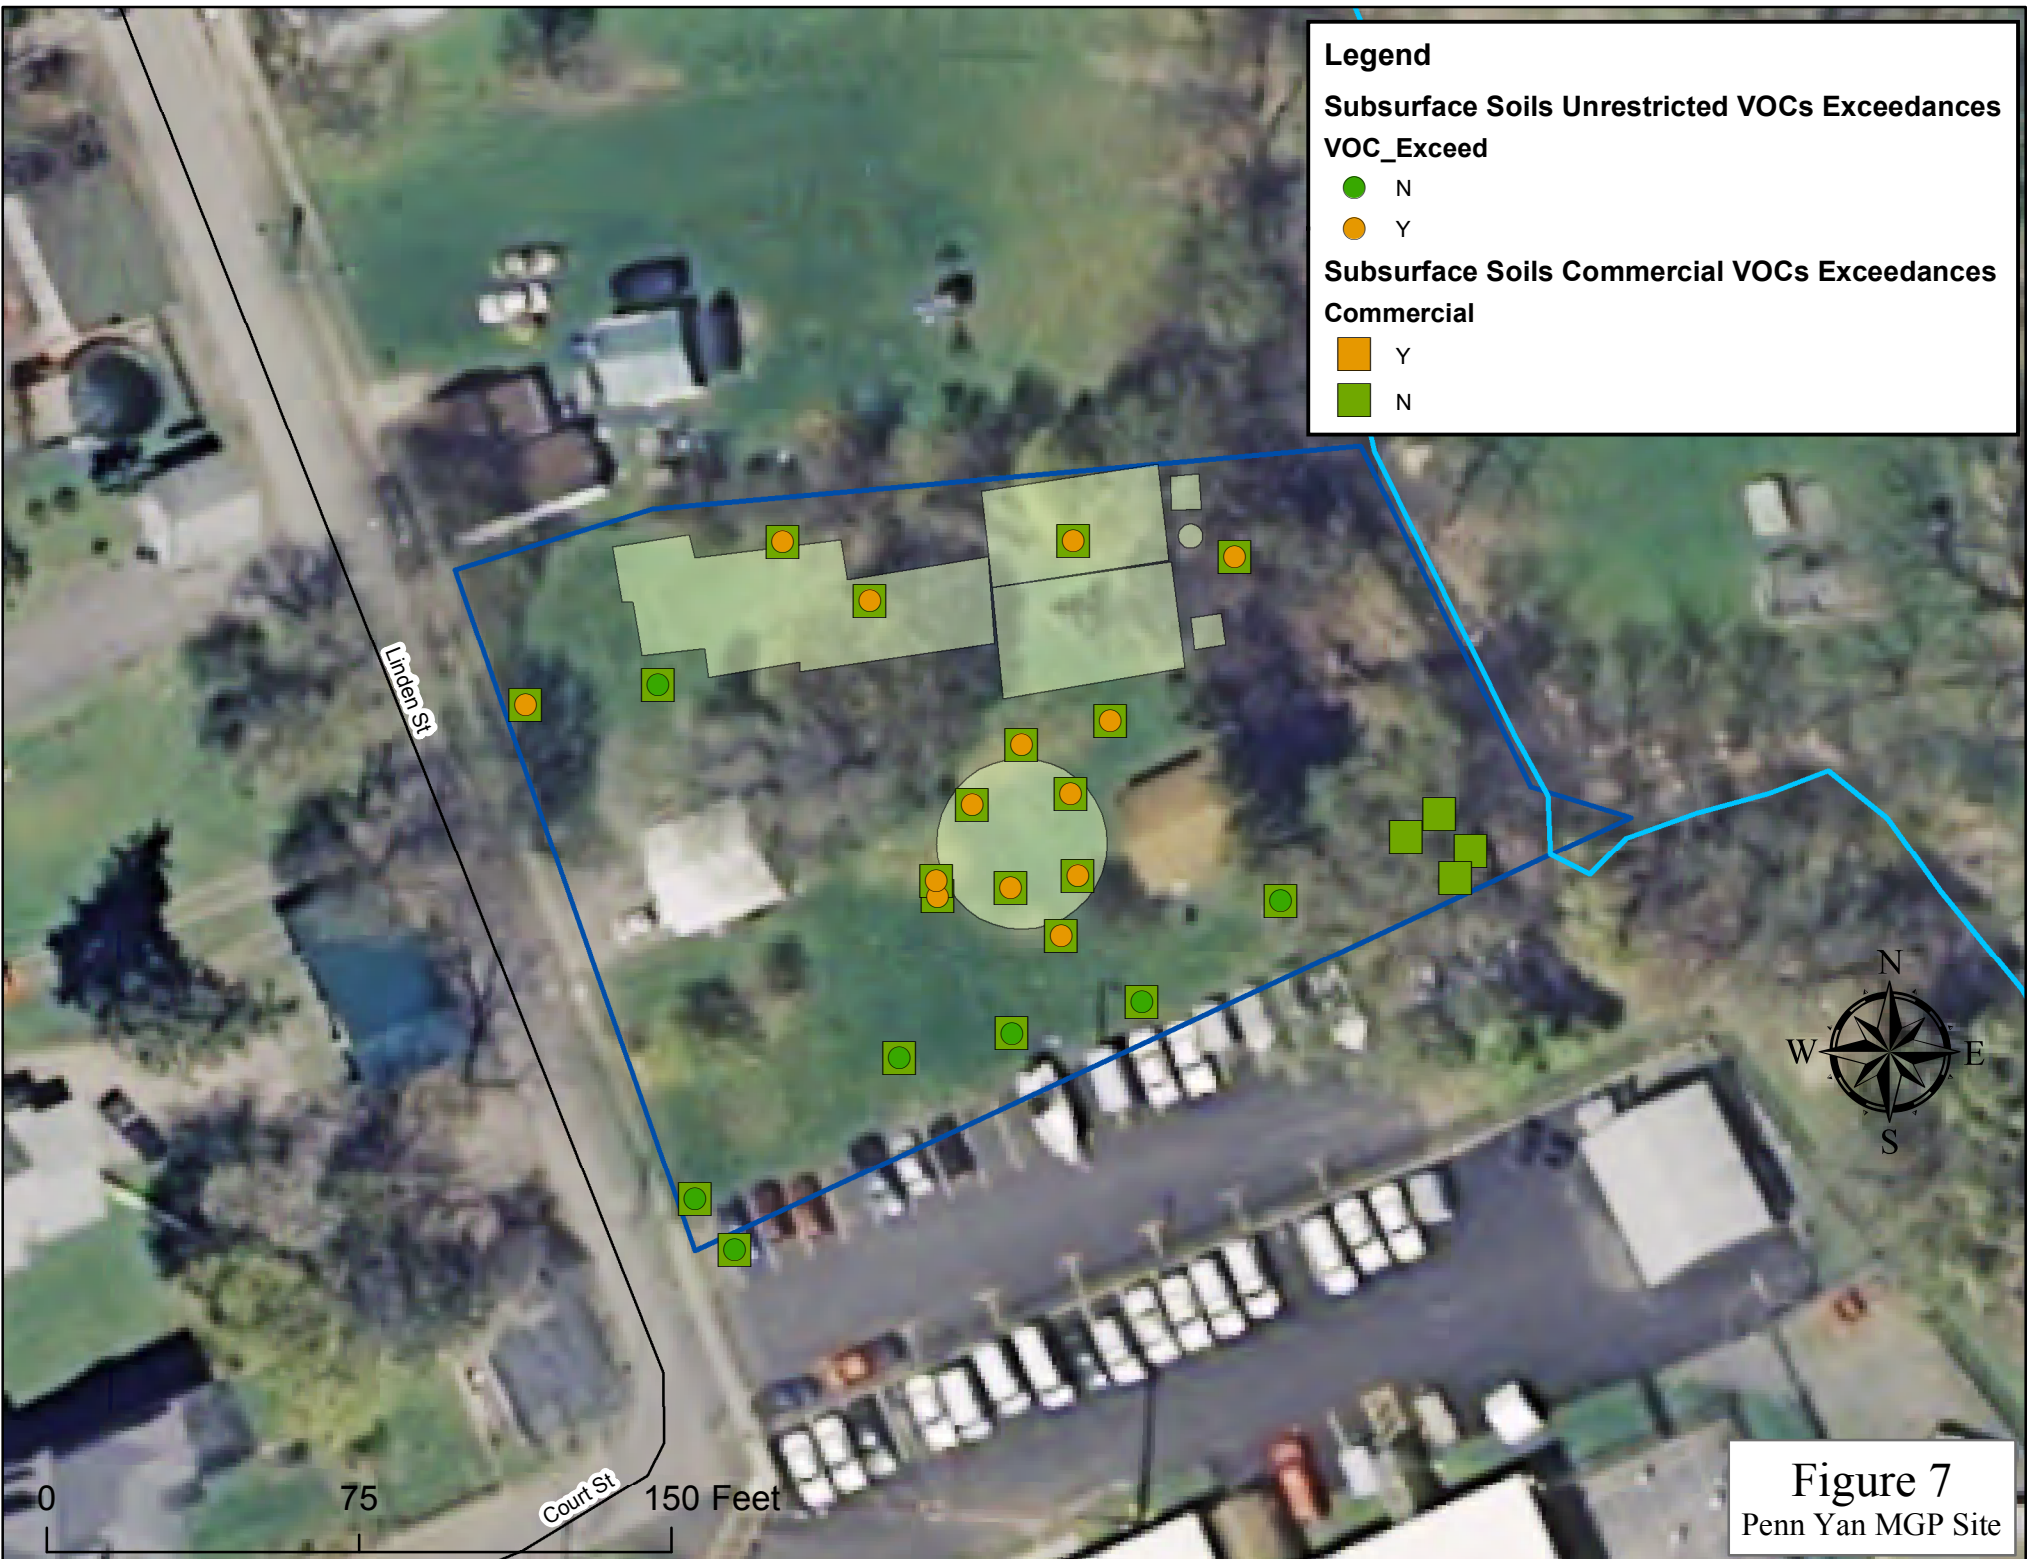 Legend
Subsurface Soils Unrestricted VOCs Exceedances
VOC_Exceed
N
Y
Subsurface Soils Commercial VOCs Exceedances
Commercial
Y
N
Linden St
N
W E
S
0 75 150 Feet
Court St
Figure 7
Penn Yan MGP Site